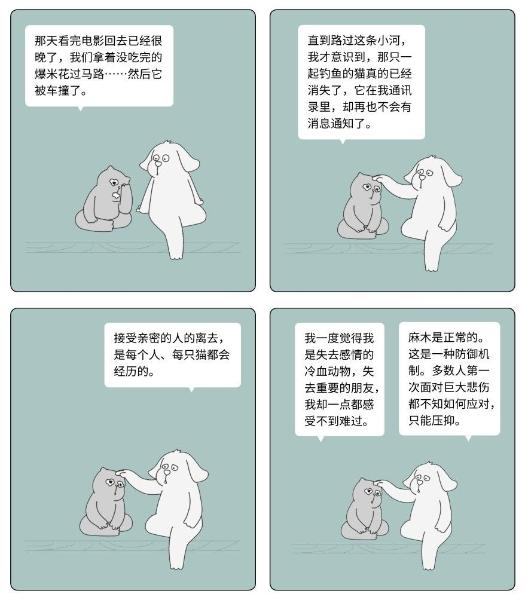 那天看完电影回去已经很
晚了，我们拿着没吃完的
爆米花过马路……然后它
被车撞了。
直到路过这条小河，
我才意识到，那只一
起钓鱼的猫真的已经
消失了，它在我通讯
录里，却再也不会有
消息通知了。
接受亲密的人的离去，
是每个人、每只猫都会
经历的。
我一度觉得我
是失去感情的
冷血动物，失
去重要的朋友，
我却一点都感
受不到难过。
麻木是正常的。
这是一种防御机
制。多数人第一
次面对巨大悲伤
都不知如何应对，
只能压抑。